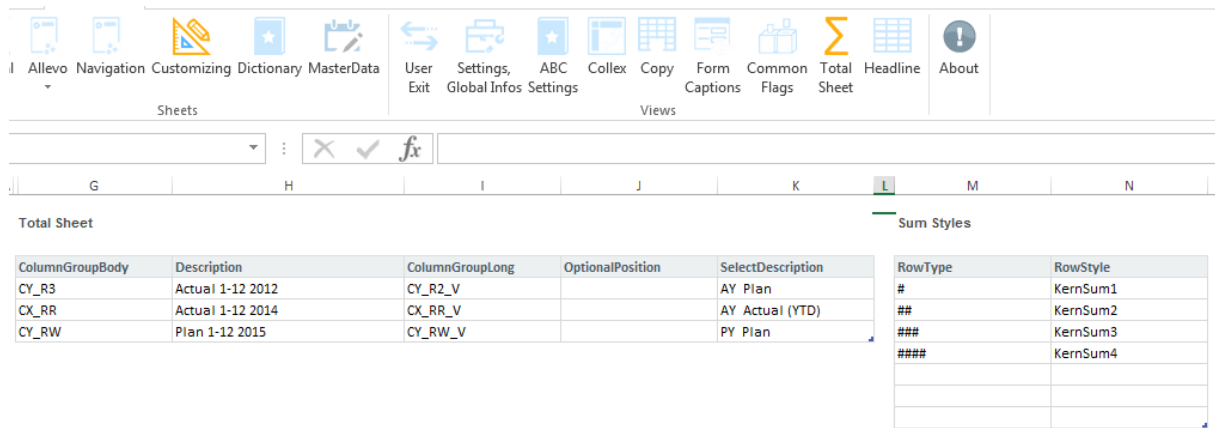 Allevo Navigation Customizing Dictionary MasterData User Exit Settings, Global Infos ABC Settings Collex Copy Form Captions Common Flags Total Sheet Headline About
Sheets Views
fx
G H I J K L M N
Total Sheet Sum Styles
ColumnGroupBody Description ColumnGroupLong OptionalPosition SelectDescription RowType RowStyle
CY_R3 Actual 1-12 2012 CY_R2_V AY Plan # KernSum1
CX_RR Actual 1-12 2014 CX_RR_V AY Actual (YTD) ## KernSum2
CY_RW Plan 1-12 2015 CY_RW_V PY Plan ### KernSum3
#### KernSum4